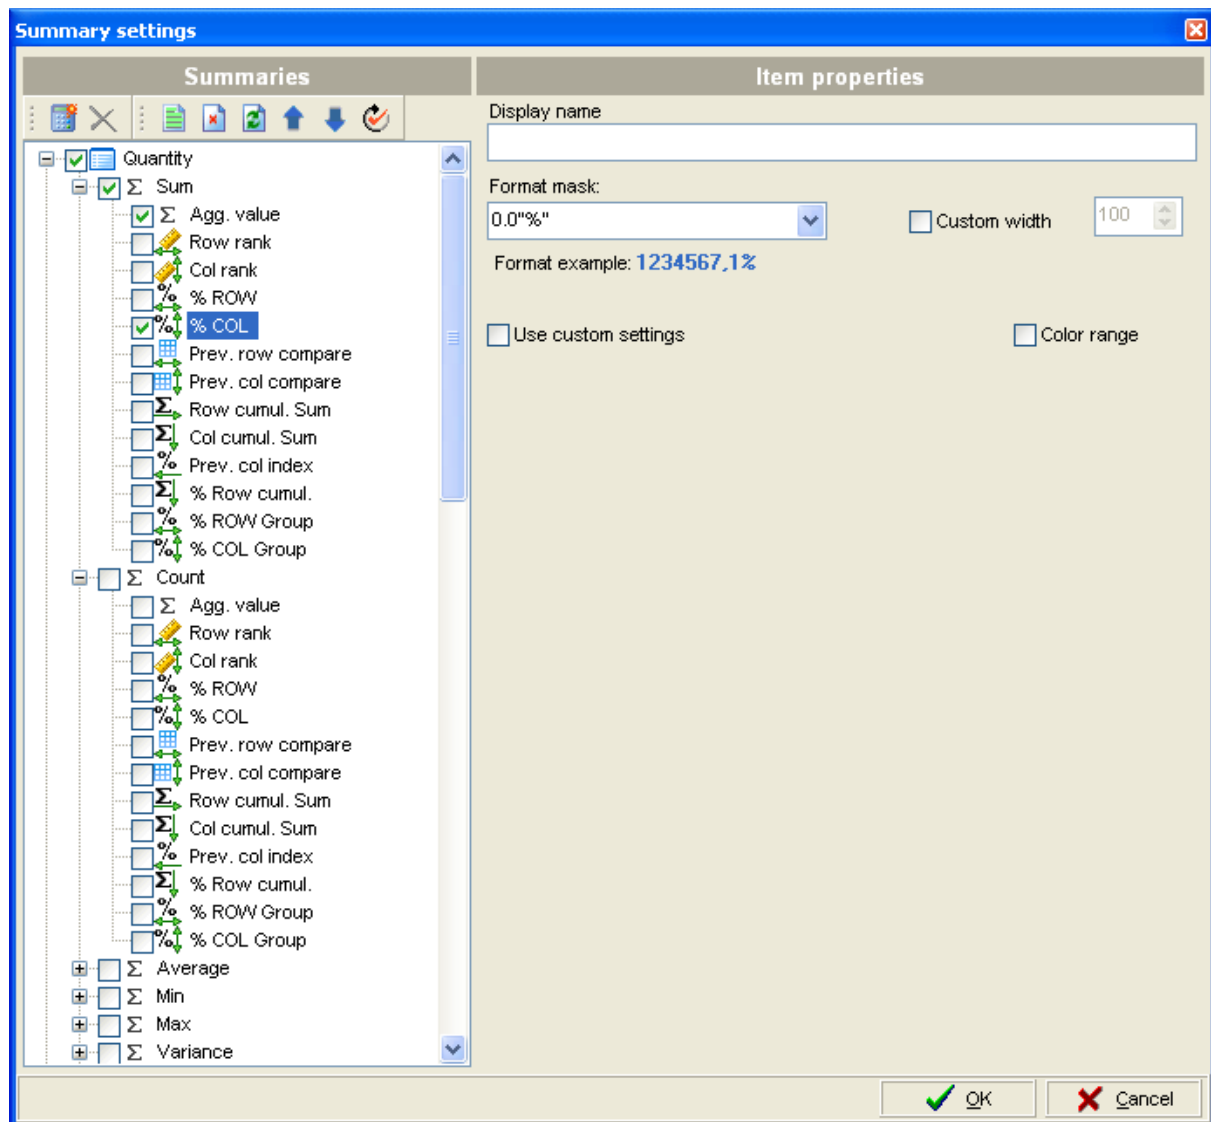 Summary settings
Summaries
Item properties
Display name
Format mask:
0.0"%"
Custom width
100
Format example: 1234567,1%
Use custom settings
Color range
Quantity
Σ Sum
Σ Agg. value
Row rank
Col rank
% ROW
% COL
Prev. row compare
Prev. col compare
Row cumul. Sum
Col cumul. Sum
Prev. col index
% Row cumul.
% ROW Group
% COL Group
Σ Count
Σ Agg. value
Row rank
Col rank
% ROW
% COL
Prev. row compare
Prev. col compare
Row cumul. Sum
Col cumul. Sum
Prev. col index
% Row cumul.
% ROW Group
% COL Group
Σ Average
Σ Min
Σ Max
Σ Variance
OK
Cancel